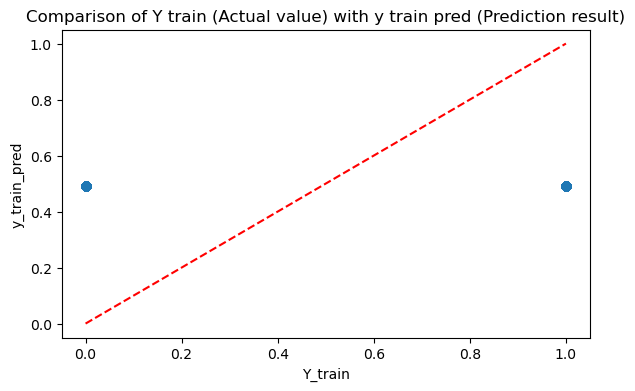 Comparison of Y train (Actual value) with y train pred (Prediction result)
1.0
0.8
0.6
0.4
0.2
0.0
y_train_pred
0.0 0.2 0.4 0.6 0.8 1.0
Y_train